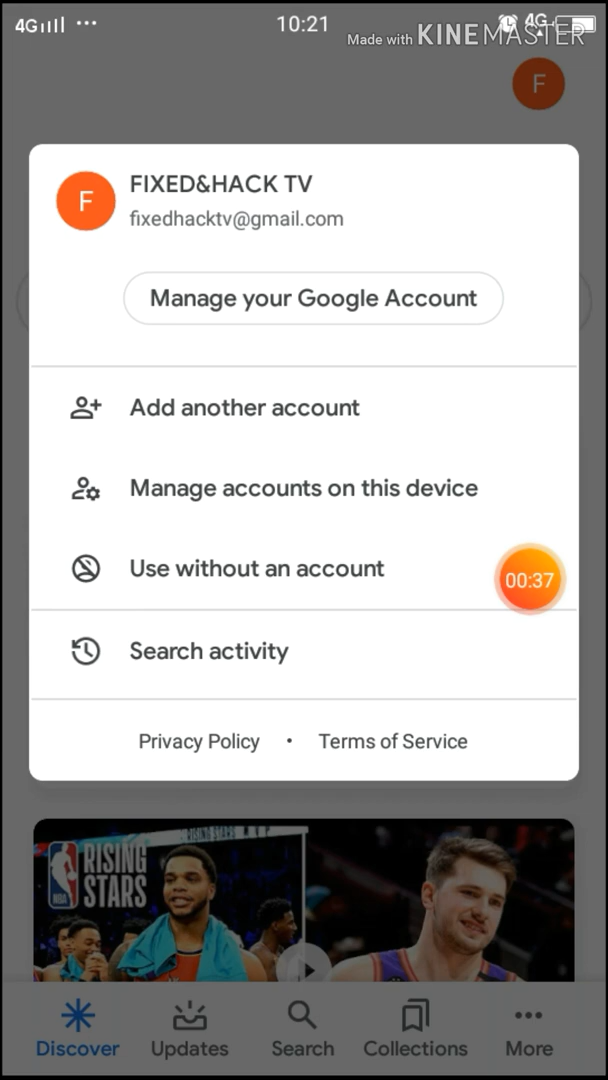 4G 10:21 4G
Made with KINEMASTER
F
F
FIXED&HACK TV
fixedhacktv@gmail.com
Manage your Google Account
Add another account
Manage accounts on this device
Use without an account
00:37
Search activity
Privacy Policy • Terms of Service
NBA
RISING
STARS
Discover Updates Search Collections More